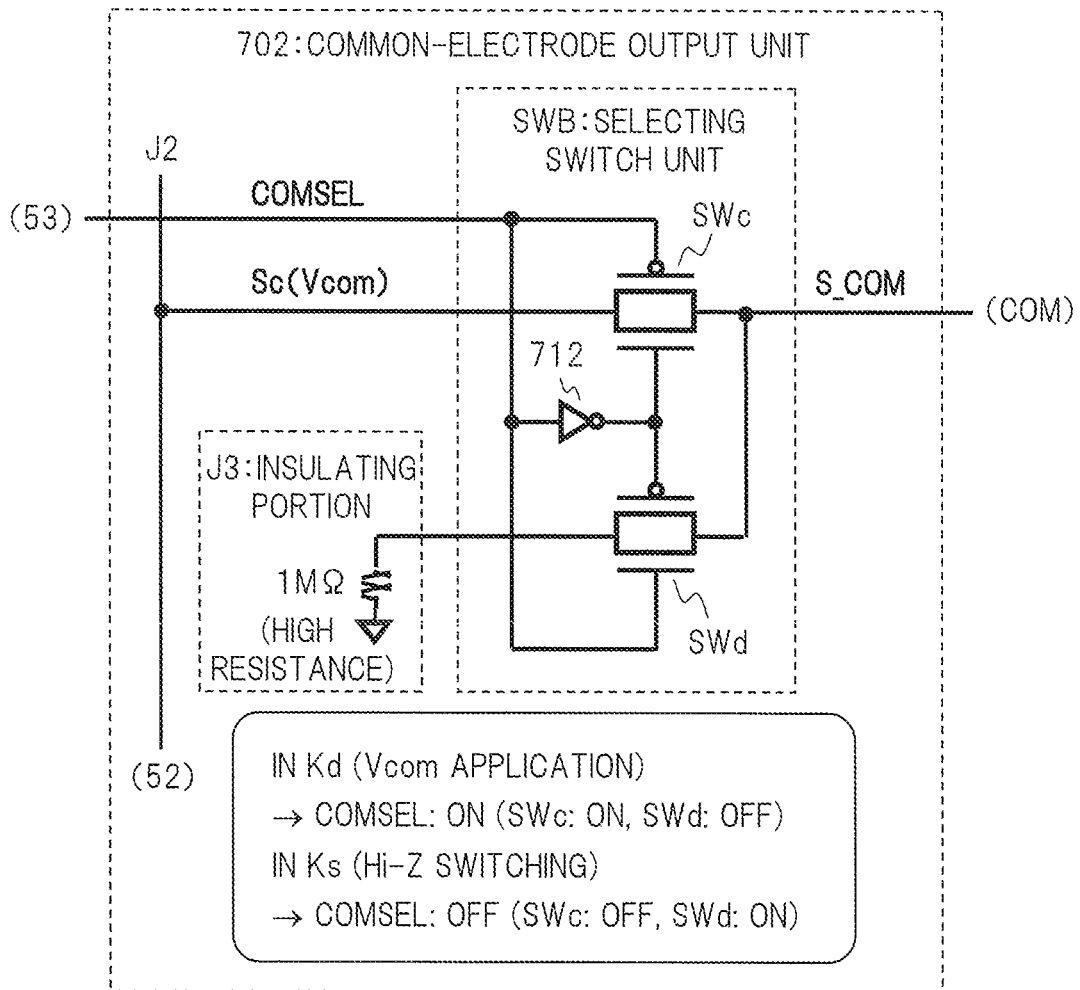 702:COMMON-ELECTRODE OUTPUT UNIT
SWB:SELECTING
SWITCH UNIT
J2
COMSEL
(53)
SWc
Sc(Vcom)
S_COM
(COM)
712
J3:INSULATING
PORTION
1MΩ
(HIGH
RESISTANCE)
SWd
(52)
IN Kd (Vcom APPLICATION)
→ COMSEL: ON (SWc: ON, SWd: OFF)
IN Ks (Hi-Z SWITCHING)
→ COMSEL: OFF (SWc: OFF, SWd: ON)